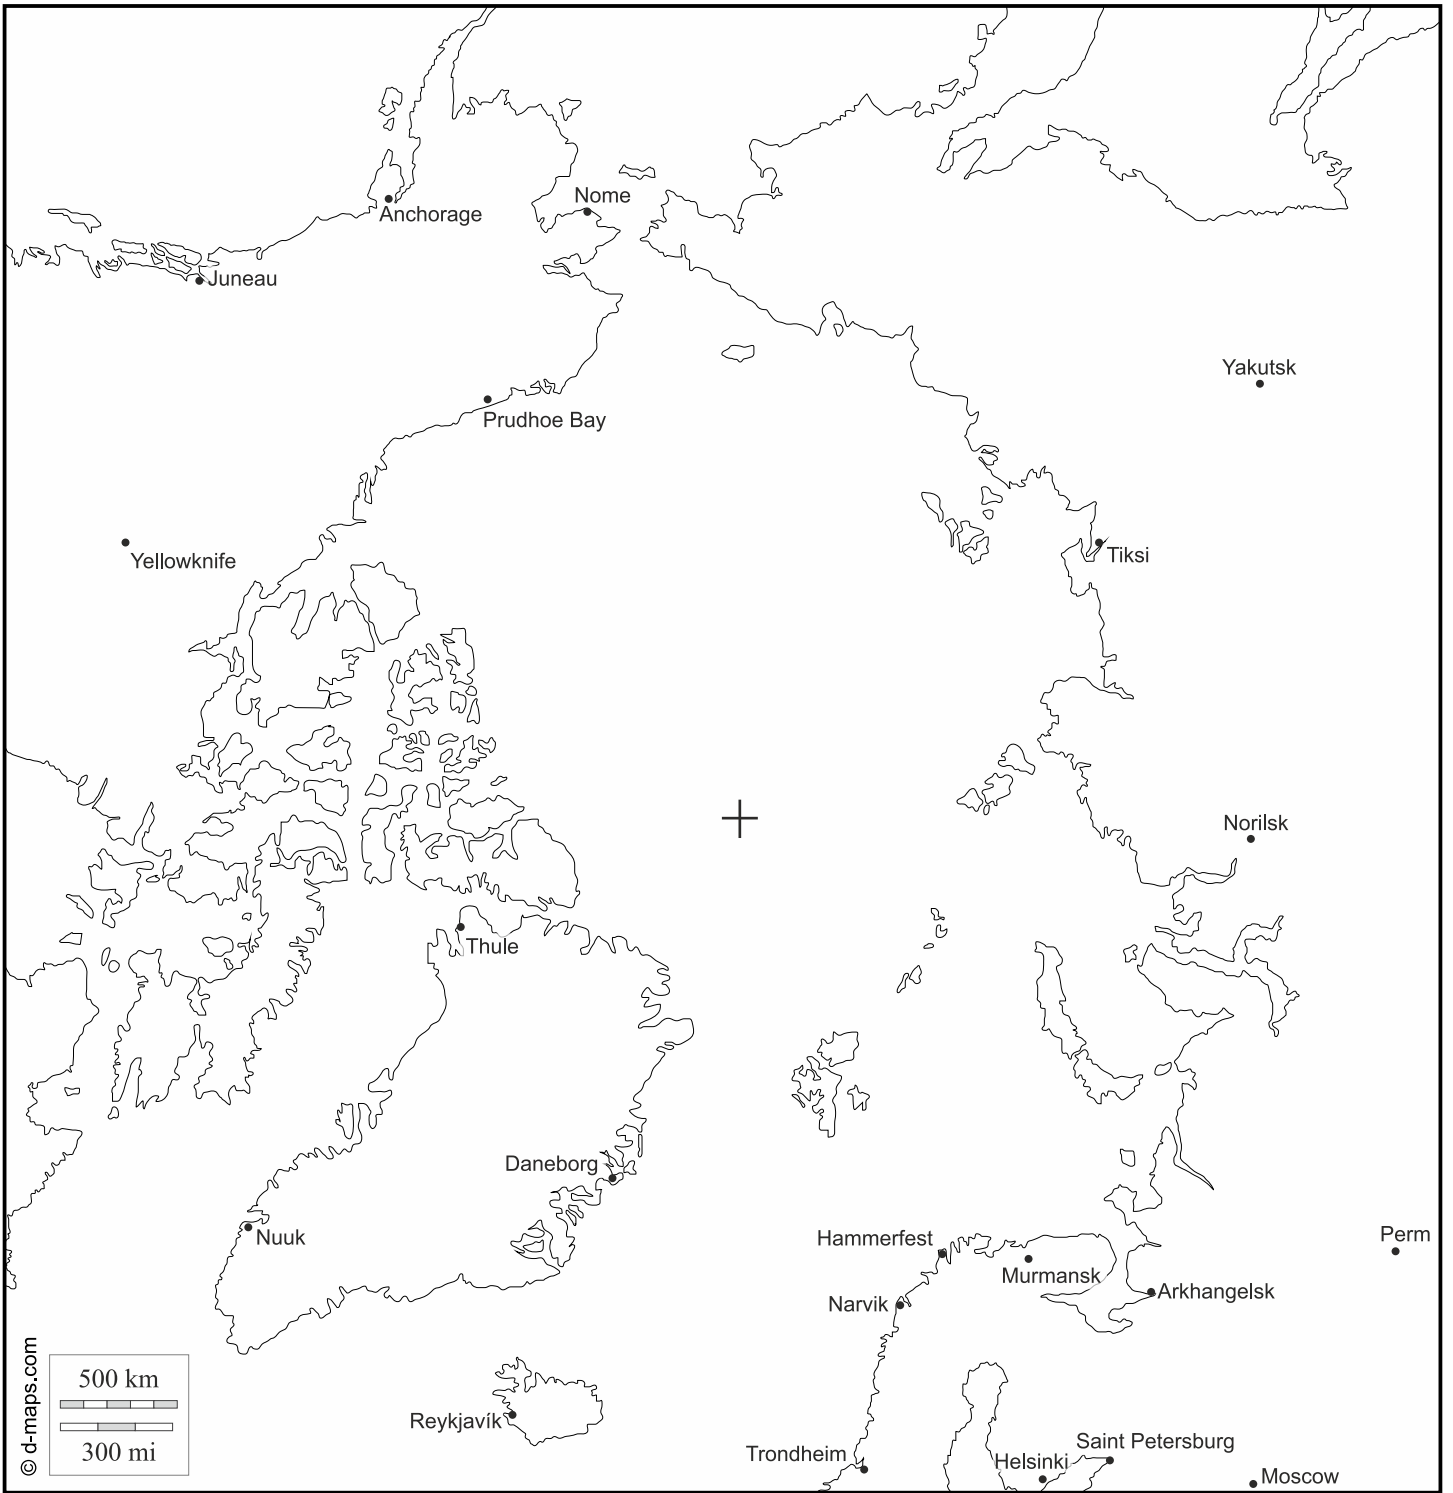 Nome
Anchorage
Juneau
Yakutsk
Prudhoe Bay
Yellowknife
Tiksi
Norilsk
Thule
Daneborg
Nuuk
Hammerfest
Perm
Murmansk
Narvik
Arkhangelsk
© d-maps.com
500 km
300 mi
Reykjavík
Trondheim
Saint Petersburg
Helsinki
Moscow